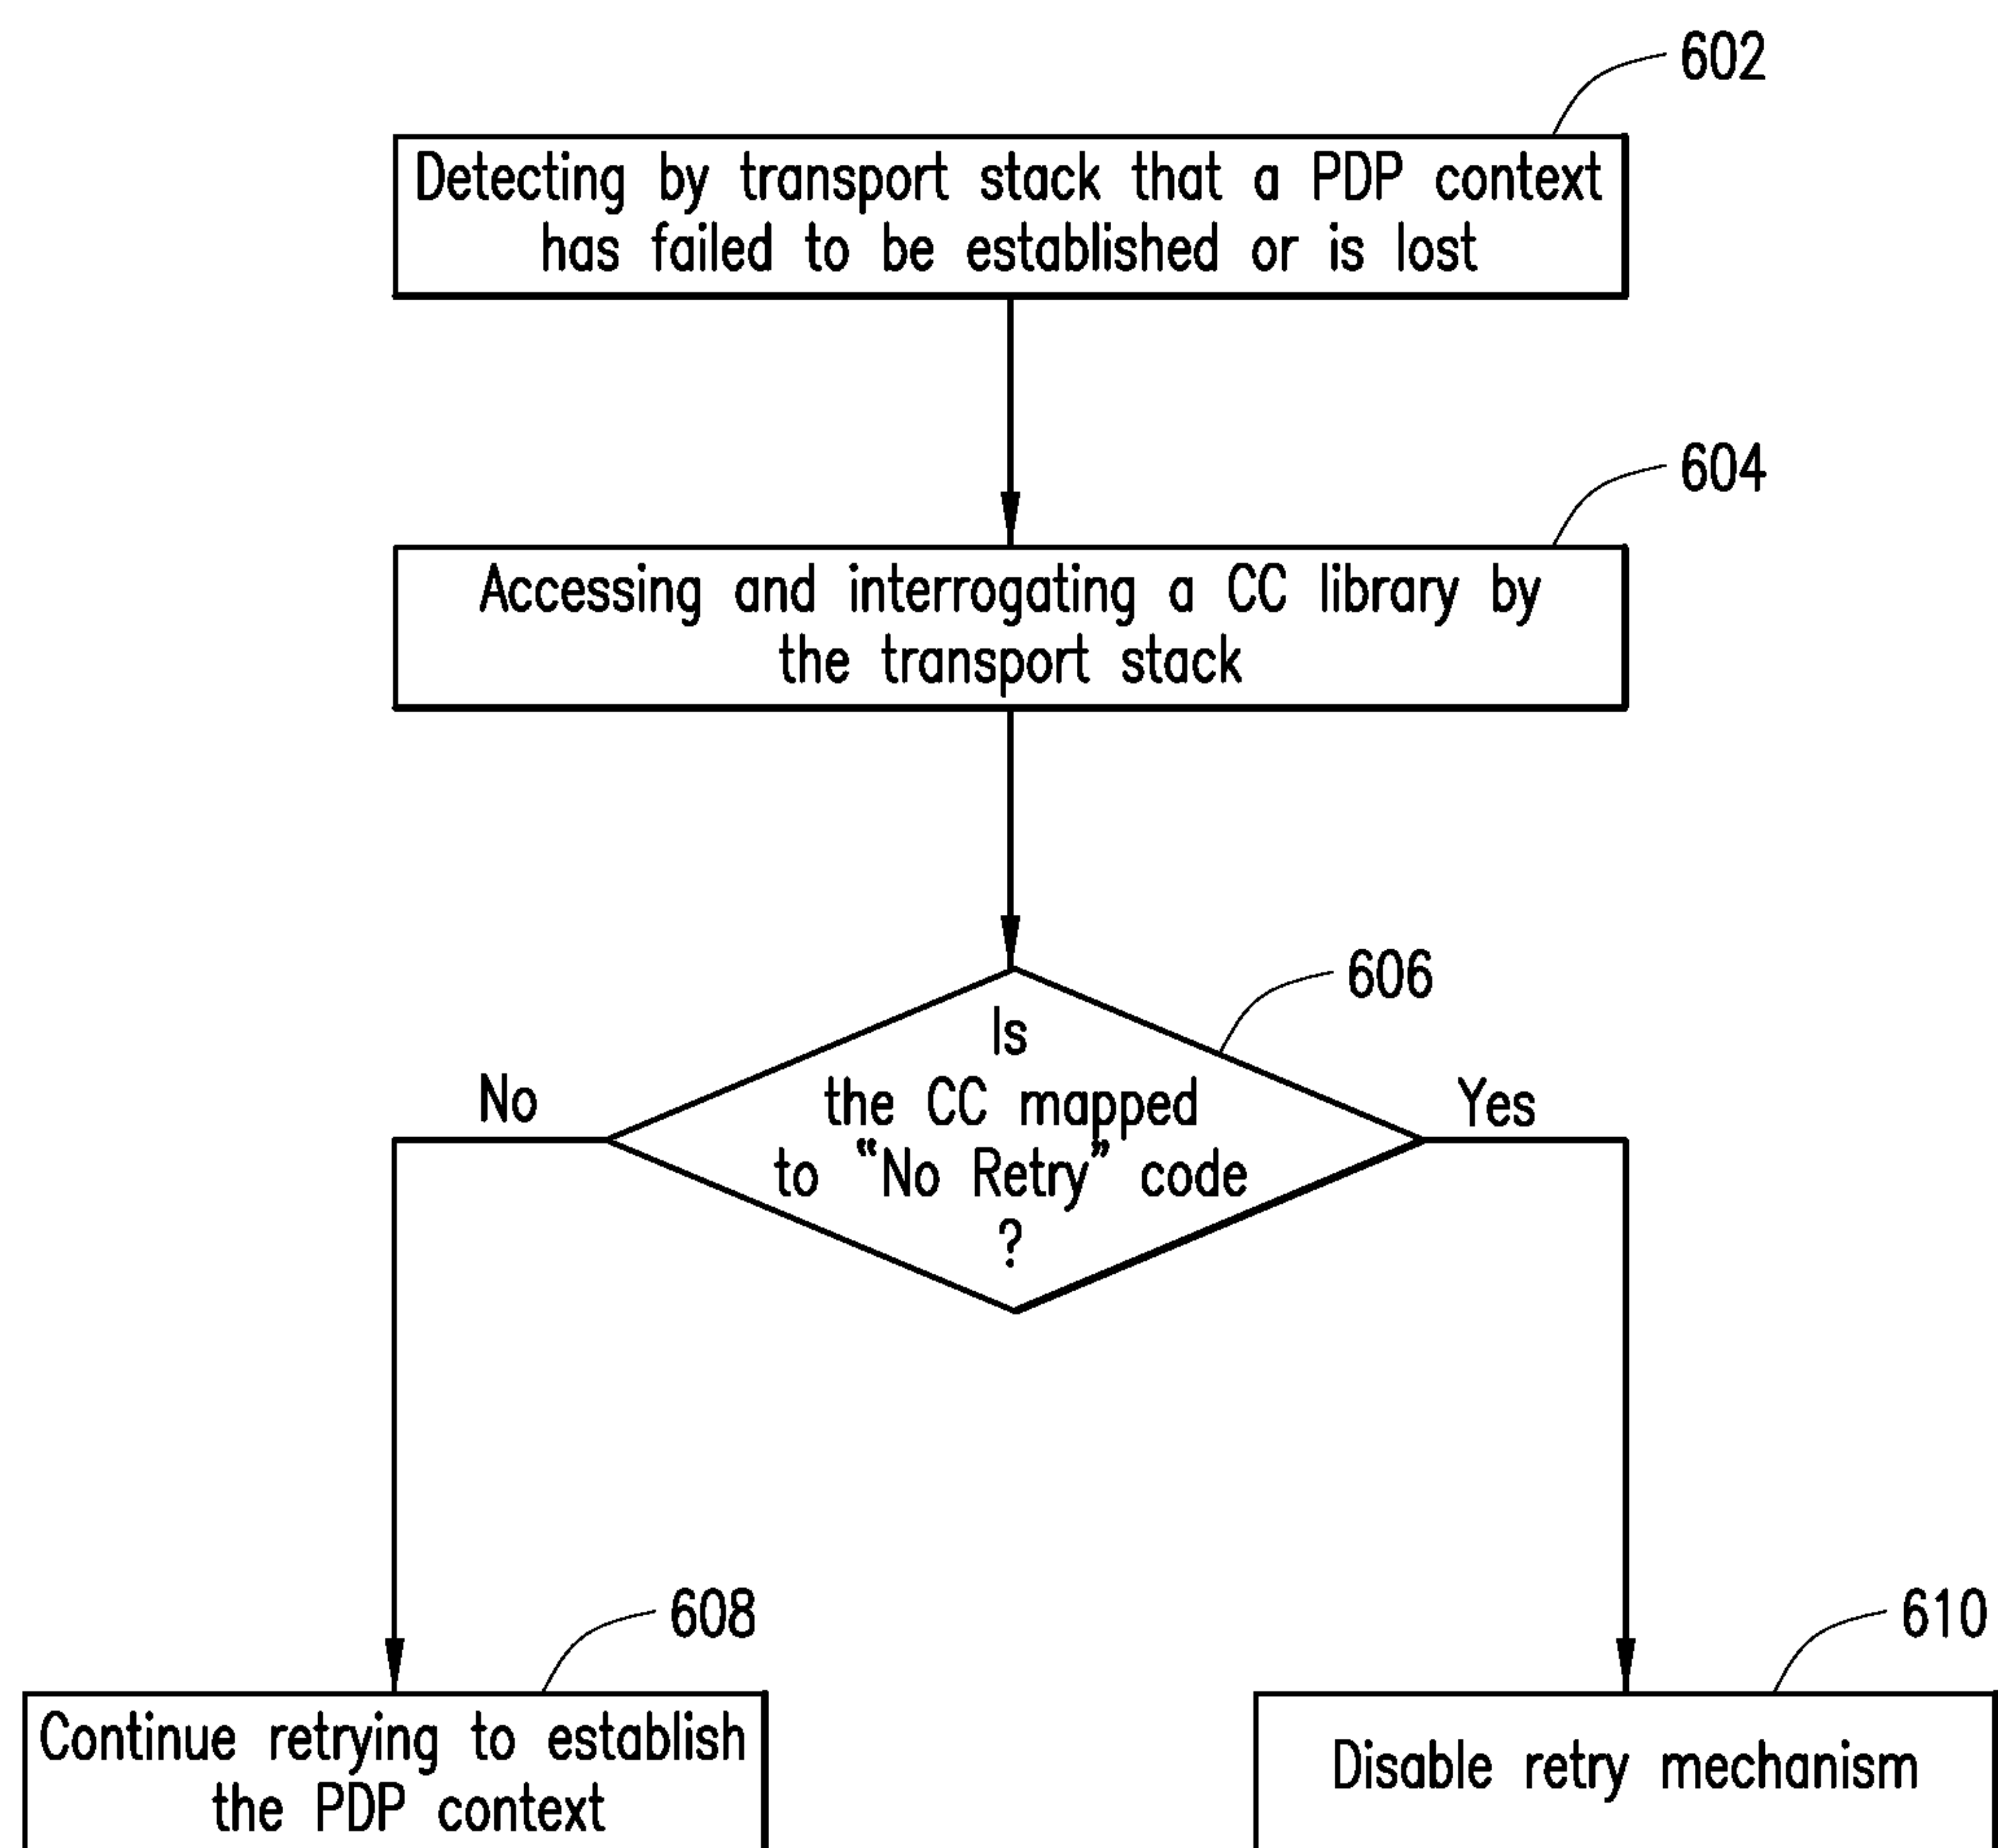 602
Detecting by transport stack that a PDP context
has failed to be established or is lost
604
Accessing and interrogating a CC library by
the transport stack
606
Is
the CC mapped
to “No Retry” code
?
No
Yes
608
Continue retrying to establish
the PDP context
610
Disable retry mechanism